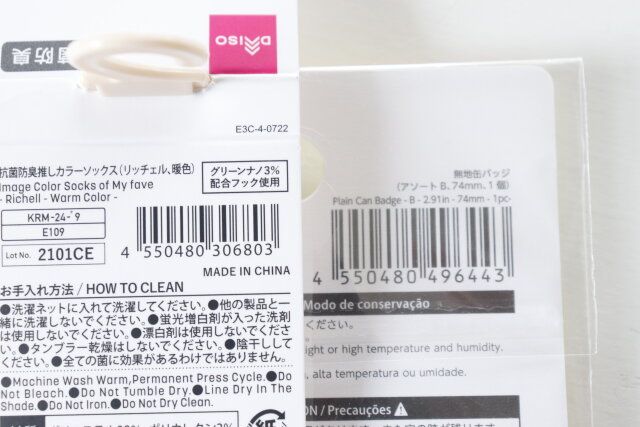 DAISO
菌防臭
E3C-4-0722
抗菌防臭推しカラーソックス(リッチェル、暖色)
Image Color Socks of My fave
- Richell - Warm Color -
グリーンナノ3%
配合フック使用
KRM-24-
9
E109
Lot No. 2101CE
4 550480 306803
MADE IN CHINA
お手入れ方法 / HOW TO CLEAN
●洗濯ネットに入れて洗濯してください。●他の製品と一
緒に洗濯しないでください。●蛍光増白剤が入った洗剤
は使用しないでください。●漂白剤は使用しないでくださ
い。●タンブラー乾燥はしないでください。●陰干しし
てください。●全ての菌に効果があるわけではありません。
●Machine Wash Warm,Permanent Press Cycle.●Do
Not Bleach.●Do Not Tumble Dry.●Line Dry In The
Shade.●Do Not Iron.●Do Not Dry Clean.
無地缶バッジ
(アソート B、74mm、1個)
Plain Can Badge - B - 2.91in - 74mm - 1pc-
4 550480 496443
Modo de conservação
ください。
ight or high temperature and humidity.
, alta temperatura ou umidade.
ON / Precauções